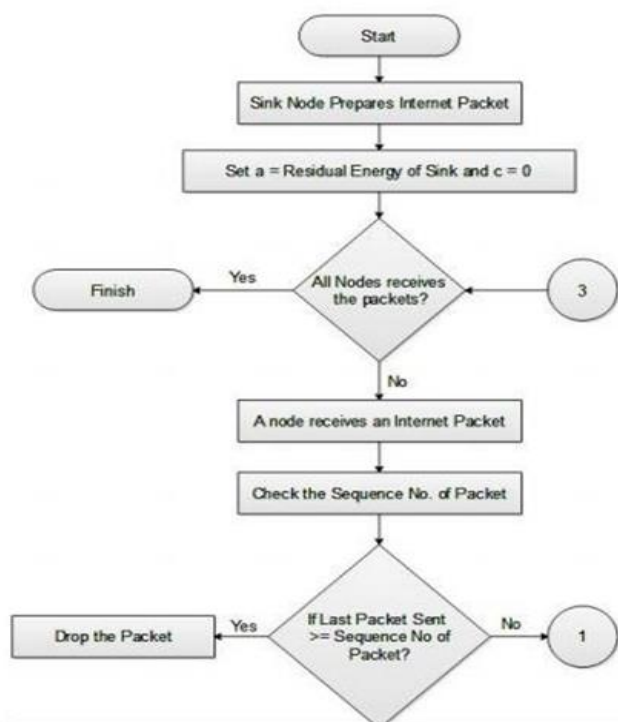 Start
Sink Node Prepares Internet Packet
Set a = Residual Energy of Sink and c = 0
All Nodes receives
the packets?
Yes
Finish
3
No
A node receives an Internet Packet
Check the Sequence No. of Packet
If Last Packet Sent
>= Sequence No of
Packet?
Yes
Drop the Packet
No
1